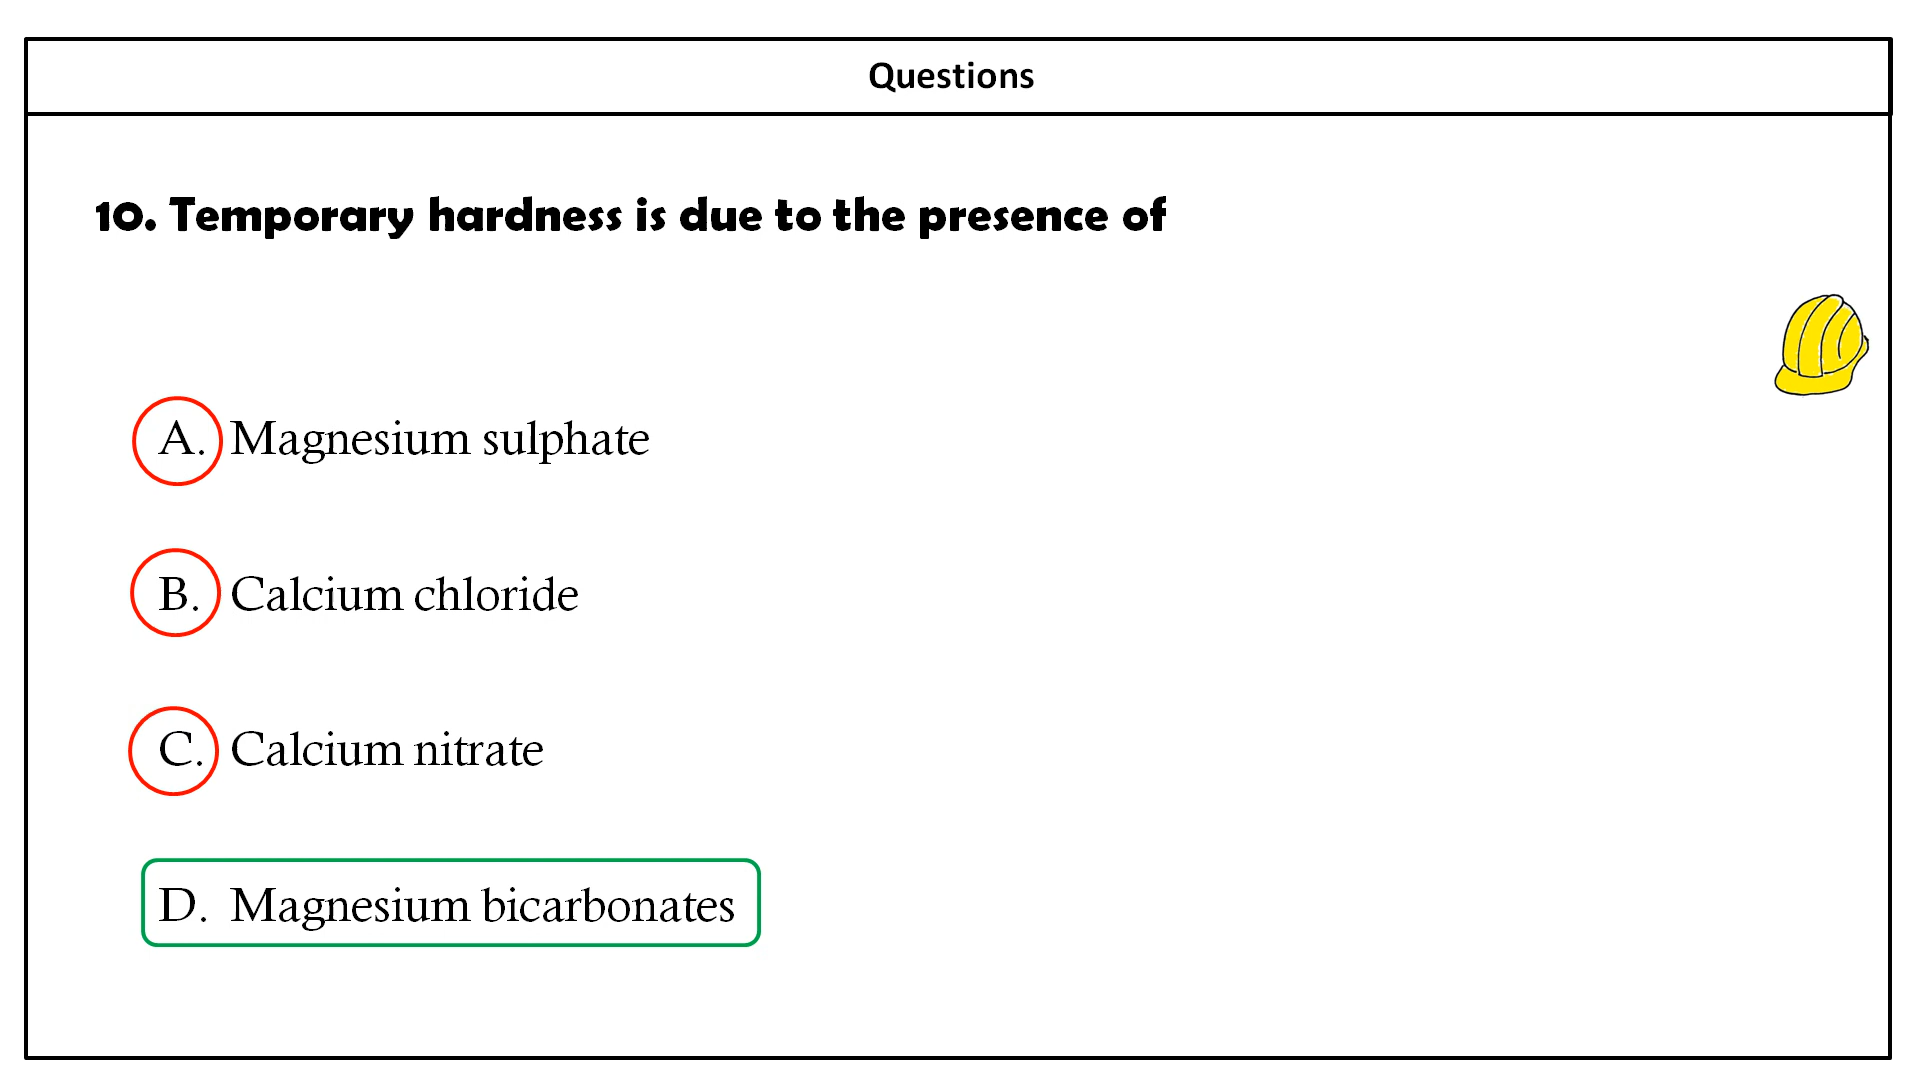 Questions
10. Temporary hardness is due to the presence of
A. Magnesium sulphate
B. Calcium chloride
C. Calcium nitrate
D. Magnesium bicarbonates